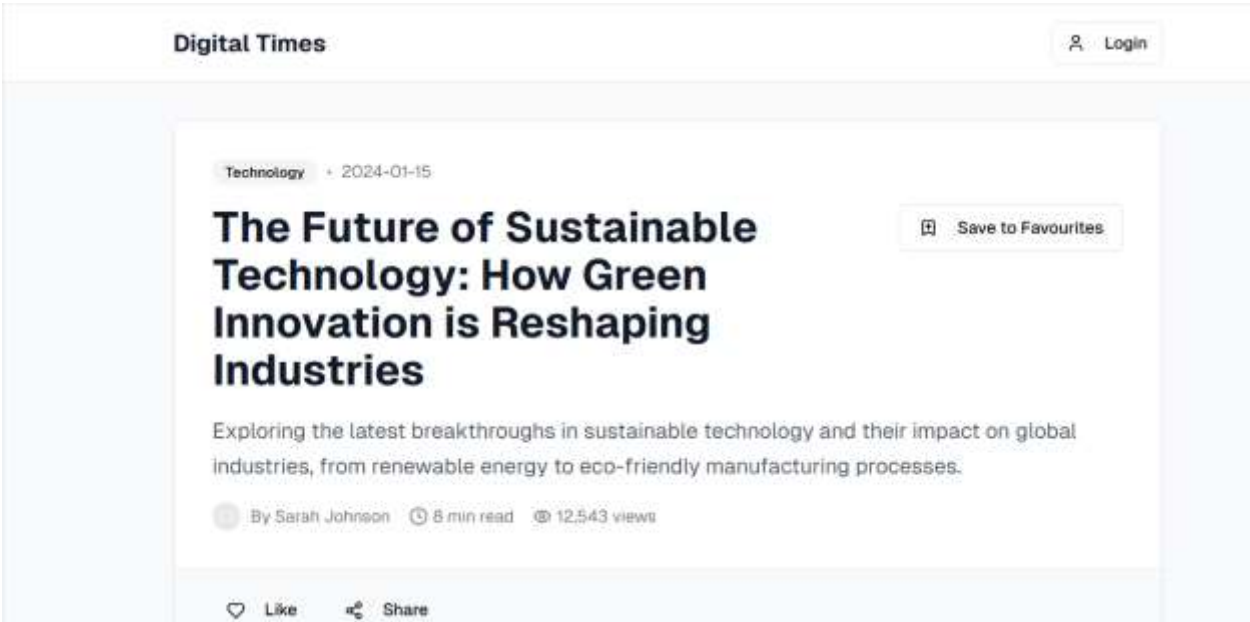 Digital Times
Login
Technology • 2024-01-15
The Future of Sustainable
Technology: How Green
Innovation is Reshaping
Industries
Save to Favourites
Exploring the latest breakthroughs in sustainable technology and their impact on global
industries, from renewable energy to eco-friendly manufacturing processes.
By Sarah Johnson 8 min read 12,543 views
Like Share